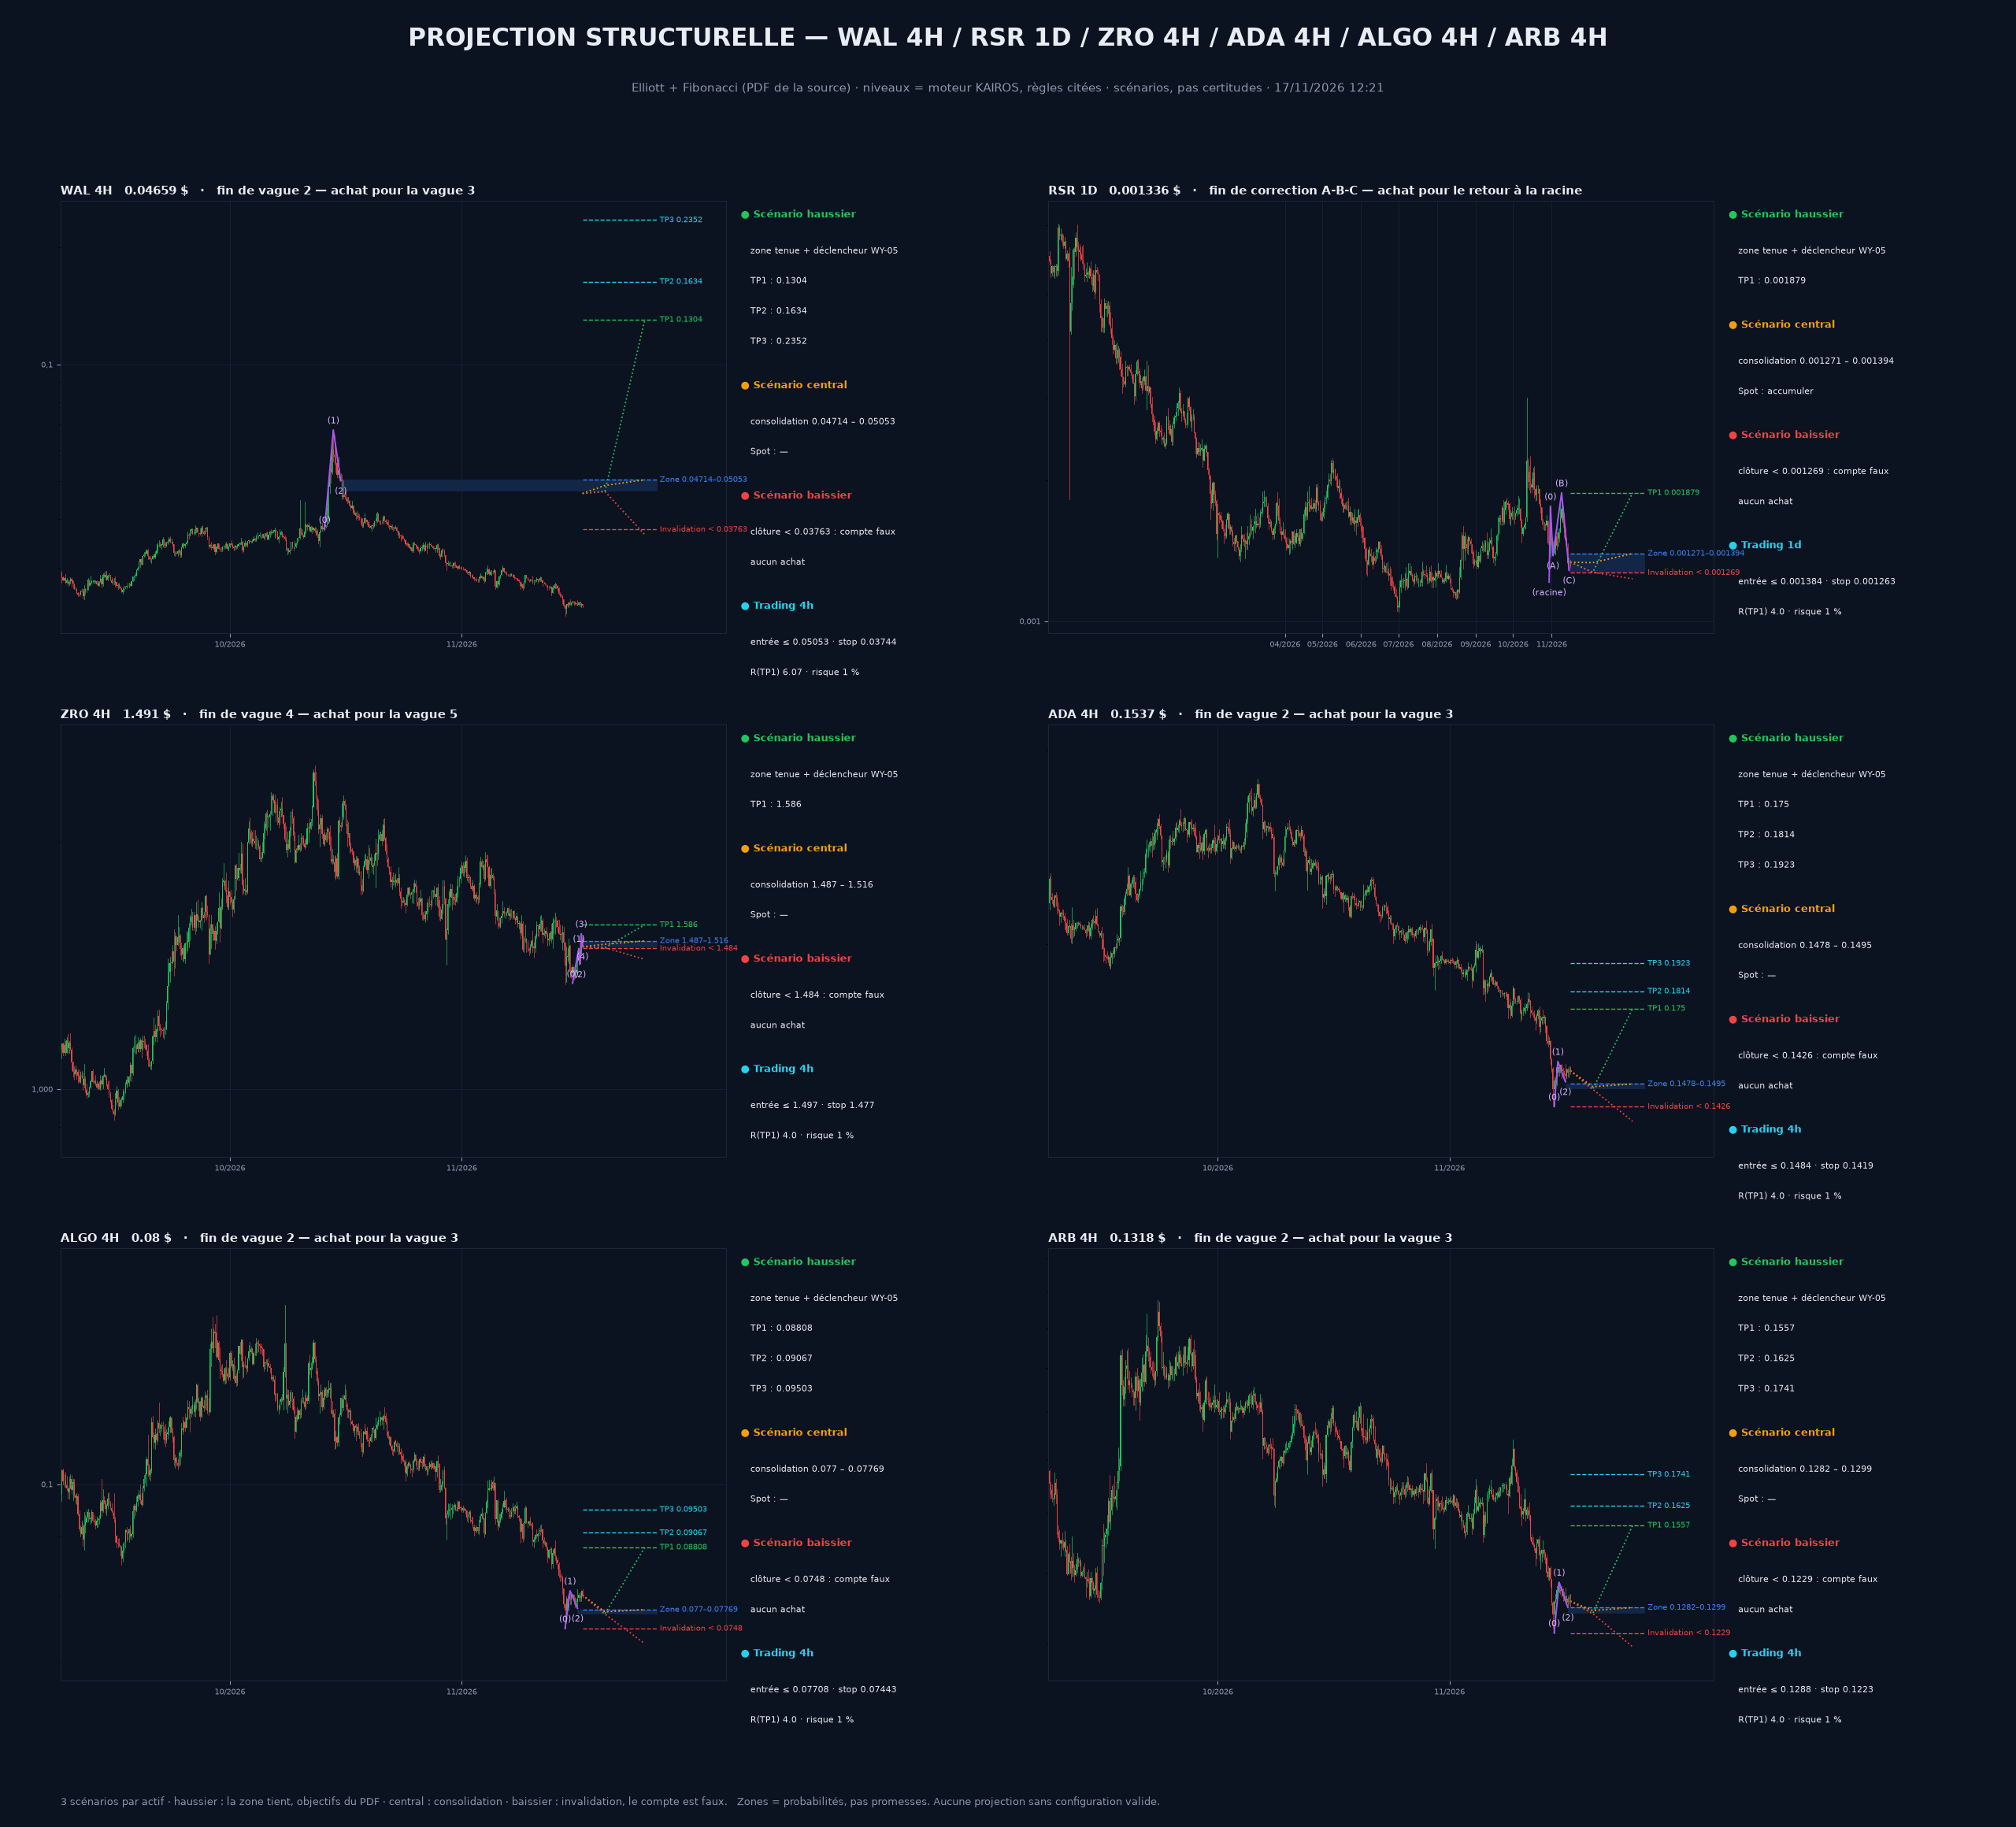 PROJECTION STRUCTURELLE — WAL 4H / RSR 1D / ZRO 4H / ADA 4H / ALGO 4H / ARB 4H
Elliott + Fibonacci (PDF de la source) · niveaux = moteur KAIROS, règles citées · scénarios, pas certitudes · 17/11/2026 12:21
WAL 4H 0.04659 $ · fin de vague 2 — achat pour la vague 3
TP3 0.2352
TP2 0.1634
TP1 0.1304
0,1
(1)
(2)
(0)
Zone 0.04714–0.05053
Invalidation < 0.03763
10/2026
11/2026
● Scénario haussier
zone tenue + déclencheur WY-05
TP1 : 0.1304
TP2 : 0.1634
TP3 : 0.2352
● Scénario central
consolidation 0.04714 – 0.05053
Spot : —
● Scénario baissier
clôture < 0.03763 : compte faux
aucun achat
● Trading 4h
entrée ≤ 0.05053 · stop 0.03744
R(TP1) 6.07 · risque 1 %
RSR 1D 0.001336 $ · fin de correction A-B-C — achat pour le retour à la racine
(B)
(0)
TP1 0.001879
Zone 0.001271–0.001394
(A)
Invalidation < 0.001269
(C)
(racine)
0,001
04/2026 05/2026 06/2026 07/2026 08/2026 09/2026 10/2026 11/2026
● Scénario haussier
zone tenue + déclencheur WY-05
TP1 : 0.001879
● Scénario central
consolidation 0.001271 – 0.001394
Spot : accumuler
● Scénario baissier
clôture < 0.001269 : compte faux
aucun achat
● Trading 1d
entrée ≤ 0.001384 · stop 0.001263
R(TP1) 4.0 · risque 1 %
ZRO 4H 1.491 $ · fin de vague 4 — achat pour la vague 5
(3)
TP1 1.586
(1)
Zone 1.487–1.516
Invalidation < 1.484
(4)
(0)
(2)
1,000
10/2026
11/2026
● Scénario haussier
zone tenue + déclencheur WY-05
TP1 : 1.586
● Scénario central
consolidation 1.487 – 1.516
Spot : —
● Scénario baissier
clôture < 1.484 : compte faux
aucun achat
● Trading 4h
entrée ≤ 1.497 · stop 1.477
R(TP1) 4.0 · risque 1 %
ADA 4H 0.1537 $ · fin de vague 2 — achat pour la vague 3
TP3 0.1923
TP2 0.1814
TP1 0.175
(1)
Zone 0.1478–0.1495
(0)
(2)
Invalidation < 0.1426
10/2026
11/2026
● Scénario haussier
zone tenue + déclencheur WY-05
TP1 : 0.175
TP2 : 0.1814
TP3 : 0.1923
● Scénario central
consolidation 0.1478 – 0.1495
Spot : —
● Scénario baissier
clôture < 0.1426 : compte faux
aucun achat
● Trading 4h
entrée ≤ 0.1484 · stop 0.1419
R(TP1) 4.0 · risque 1 %
ALGO 4H 0.08 $ · fin de vague 2 — achat pour la vague 3
0,1
TP3 0.09503
TP2 0.09067
TP1 0.08808
(1)
Zone 0.077–0.07769
(0)
(2)
Invalidation < 0.0748
10/2026
11/2026
● Scénario haussier
zone tenue + déclencheur WY-05
TP1 : 0.08808
TP2 : 0.09067
TP3 : 0.09503
● Scénario central
consolidation 0.077 – 0.07769
Spot : —
● Scénario baissier
clôture < 0.0748 : compte faux
aucun achat
● Trading 4h
entrée ≤ 0.07708 · stop 0.07443
R(TP1) 4.0 · risque 1 %
ARB 4H 0.1318 $ · fin de vague 2 — achat pour la vague 3
TP3 0.1741
TP2 0.1625
TP1 0.1557
(1)
Zone 0.1282–0.1299
(2)
(0)
Invalidation < 0.1229
10/2026
11/2026
● Scénario haussier
zone tenue + déclencheur WY-05
TP1 : 0.1557
TP2 : 0.1625
TP3 : 0.1741
● Scénario central
consolidation 0.1282 – 0.1299
Spot : —
● Scénario baissier
clôture < 0.1229 : compte faux
aucun achat
● Trading 4h
entrée ≤ 0.1288 · stop 0.1223
R(TP1) 4.0 · risque 1 %
3 scénarios par actif · haussier : la zone tient, objectifs du PDF · central : consolidation · baissier : invalidation, le compte est faux. Zones = probabilités, pas promesses. Aucune projection sans configuration valide.